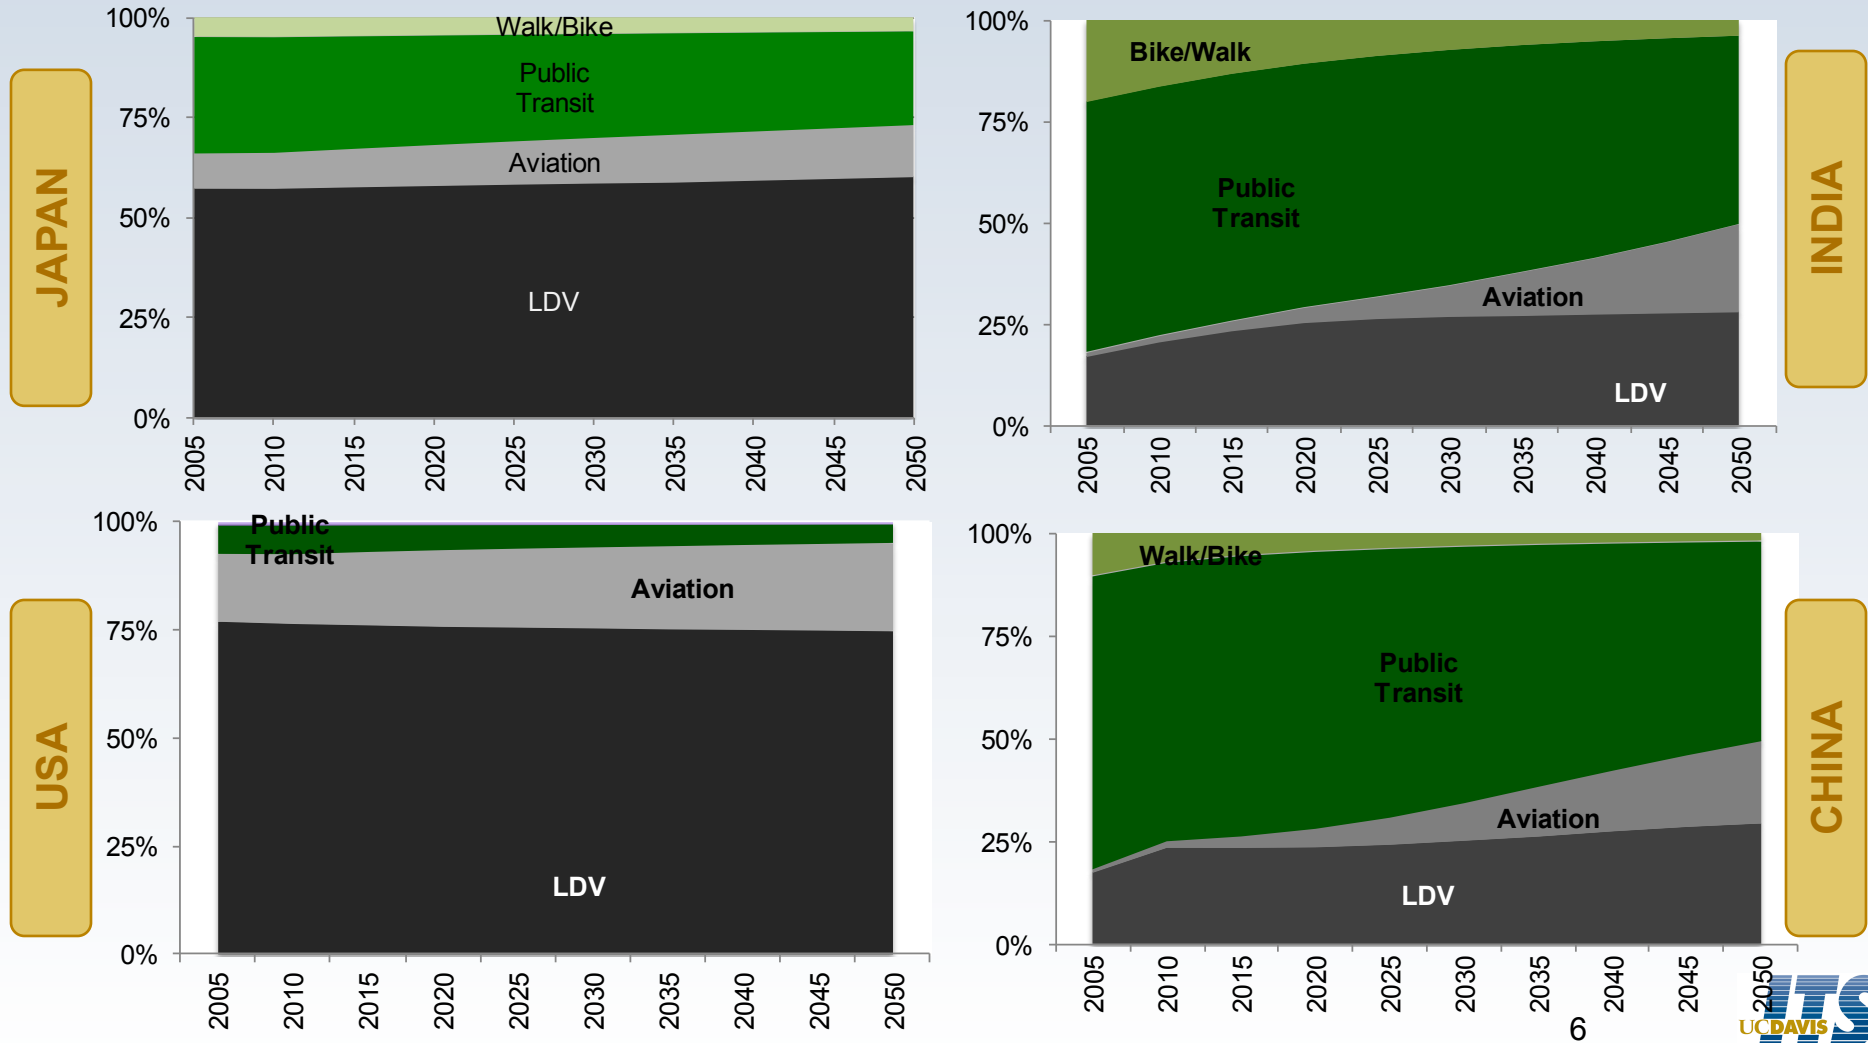 JAPAN
100%
75%
50%
25%
0%
Walk/Bike
Public
Transit
Aviation
LDV
2005
2010
2015
2020
2025
2030
2035
2040
2045
2050
INDIA
100%
75%
50%
25%
0%
Bike/Walk
Public
Transit
Aviation
LDV
2005
2010
2015
2020
2025
2030
2035
2040
2045
2050
USA
100%
75%
50%
25%
0%
Public
Transit
Aviation
LDV
2005
2010
2015
2020
2025
2030
2035
2040
2045
2050
CHINA
100%
75%
50%
25%
0%
Walk/Bike
Public
Transit
Aviation
LDV
2005
2010
2015
2020
2025
2030
2035
2040
2045
2050
6
UCDAVIS
ITS